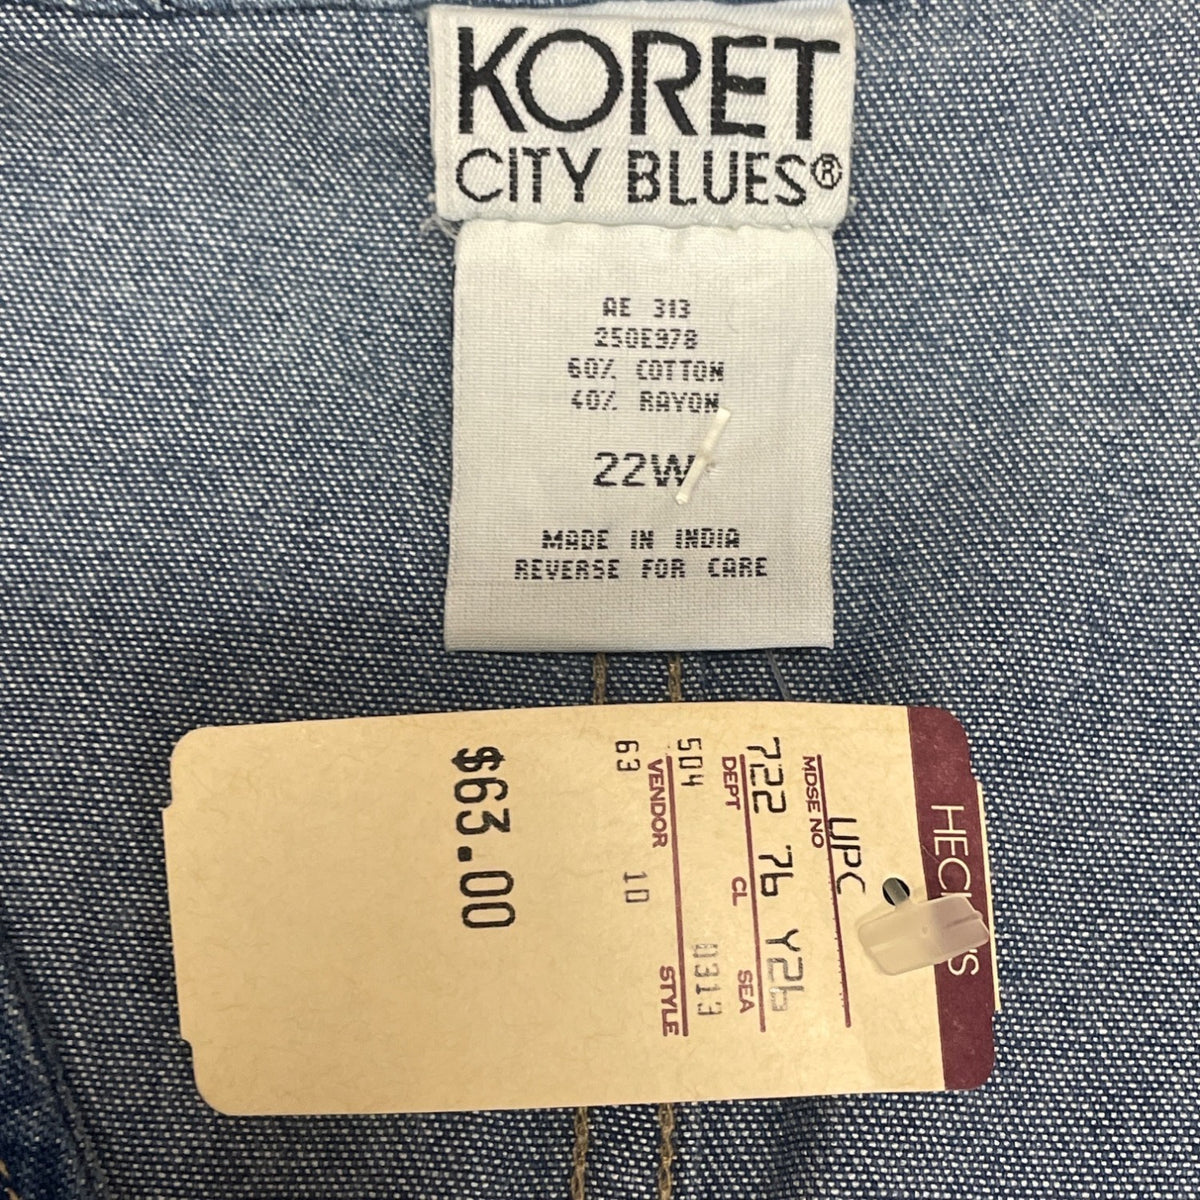 KORET
CITY BLUES®
AE 313
250E978
60% COTTON
40% RAYON
22W
MADE IN INDIA
REVERSE FOR CARE
UPC
MDSE NO
722 76 Y26
DEPT CL SEA
504 0313
VENDOR STYLE
63 10
$63.00